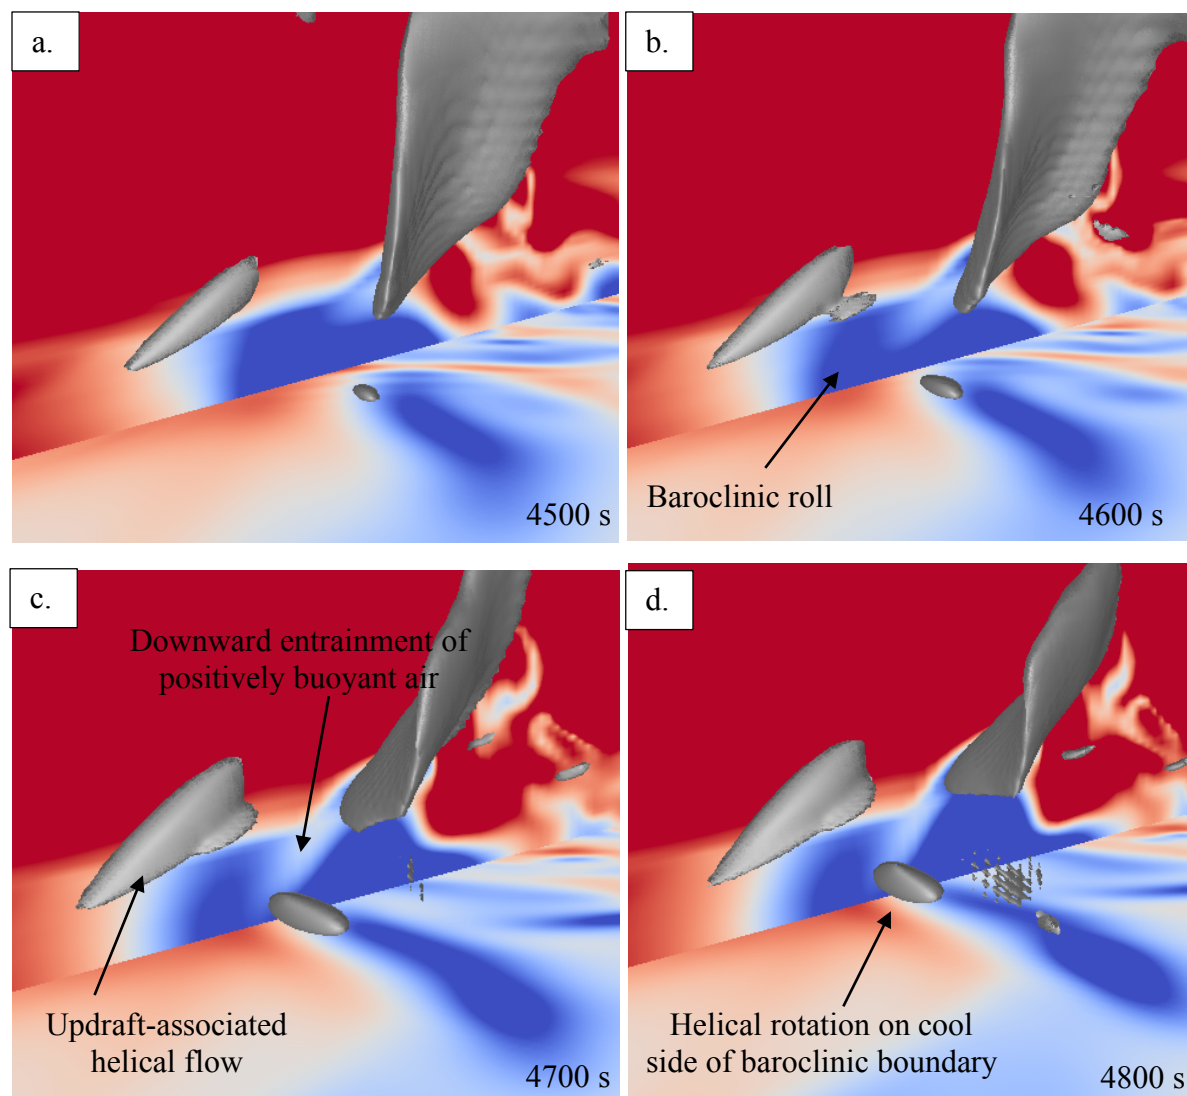 a.
b.
Baroclinic roll
4500 s
4600 s
c.
d.
Downward entrainment of
positively buoyant air
Updraft-associated
helical flow
4700 s
Helical rotation on cool
side of baroclinic boundary
4800 s